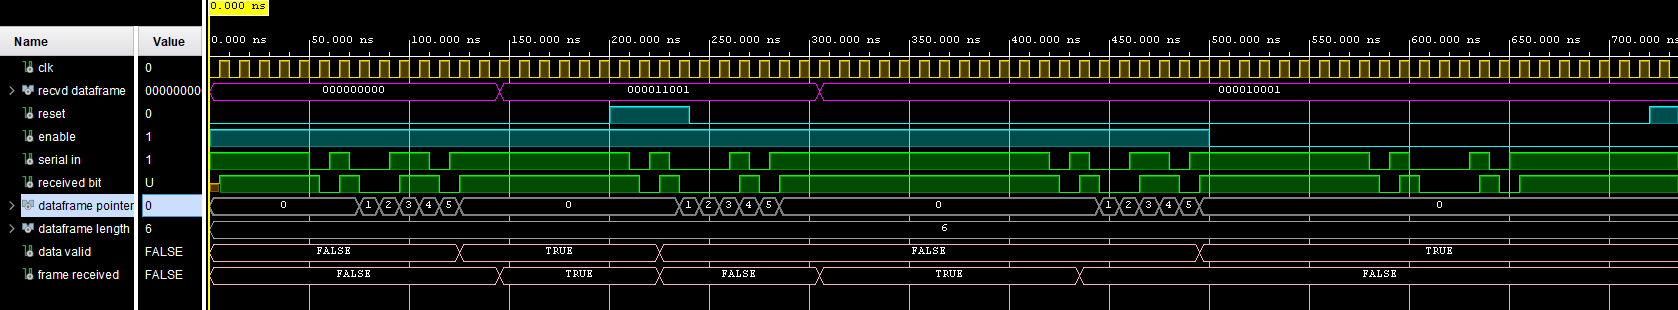 0.000 ns
Name Value 0.000 ns 50.000 ns 100.000 ns 150.000 ns 200.000 ns 250.000 ns 300.000 ns 350.000 ns 400.000 ns 450.000 ns 500.000 ns 550.000 ns 600.000 ns 650.000 ns 700.000 ns
clk 0
recvd dataframe 000000000 000000000 000011001 000010001
reset 0
enable 1
serial in 1
received bit U
dataframe pointer 0 0 1 2 3 4 5 0 1 2 3 4 5 0 1 2 3 4 5 0
dataframe length 6 6
data valid FALSE FALSE TRUE FALSE TRUE
frame received FALSE FALSE TRUE FALSE TRUE FALSE